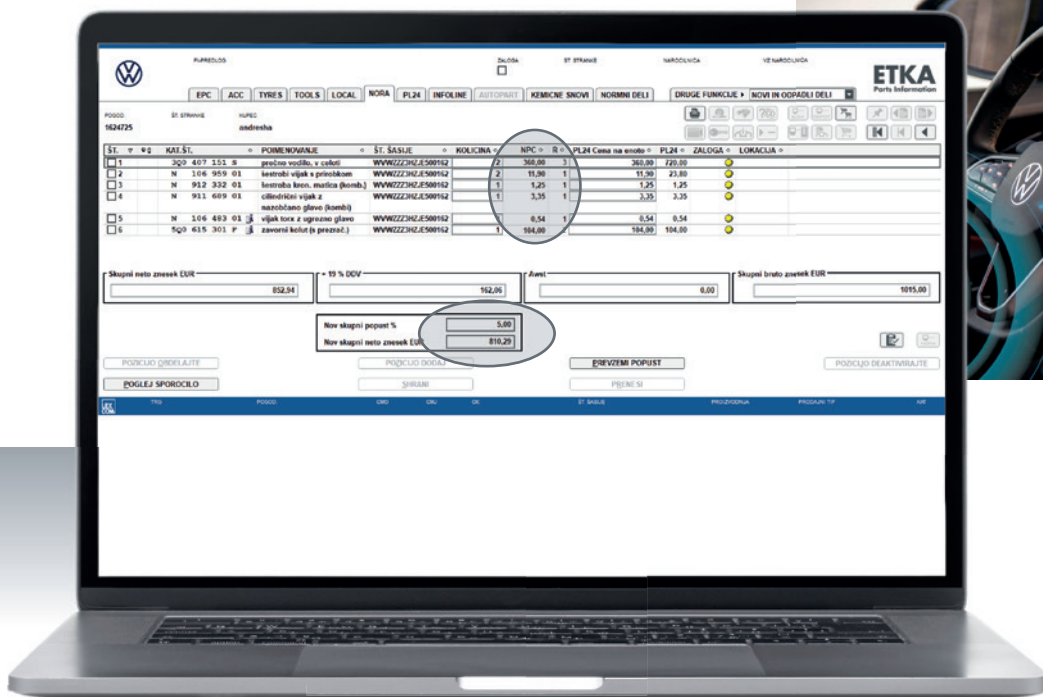 ZALOGA ŠT. STRANKE NAROČILNICA VZ NAROČILNICA
ETKA
Parts Information
EPC ACC TYRES TOOLS LOCAL NORA PL24 INFOLINE AUTOPART KEMICNE SNOVI NORMNI DELI DRUGE FUNKCIJE NOVI IN ODPADLI DELI
POGOD. ŠT. STRANKE KUPEC
1624725 andresha
ŠT. KAT.ŠT. POIMENOVANJE ŠT. ŠASIJE KOLICINA NPC R PL24 Cena na enoto PL24 ZALOGA LOKACIJA
1 3Q0 407 151 S prečno vodilo, v celoti WVWZZZ3HZJE500162 2 360,00 3 360,00 720,00
2 N 106 959 01 šestrobi vijak s prirobkom WVWZZZ3HZJE500162 2 11,90 1 11,90 23,80
3 N 912 332 01 šestroba kron. matica (komb.) WVWZZZ3HZJE500162 1 1,25 1 1,25 1,25
4 N 911 609 01 cilindrični vijak z WVWZZZ3HZJE500162 1 3,35 1 3,35 3,35
nazobčano glavo (kombi)
5 N 106 483 01 vijak torx z ugrezno glavo WVWZZZ3HZJE500162 0,54 1 0,54 0,54
6 5Q0 615 301 F zavorni kolut (s prezrač.) WVWZZZ3HZJE500162 1 104,00 104,00 104,00
Skupni neto znesek EUR + 19 % DDV Awst Skupni bruto znesek EUR
852,94 162,06 0,00 1015,00
Nov skupni popust % 5,00
Nov skupni neto znesek EUR 810,29
POZICIJO OBDELAJTE POZICIJO DODAJ PREVZEMI POPUST POZICIJO DEAKTIVIRAJTE
POGLEJ SPOROCILO SHRANI PRENESI
TRG POGOD. ŠT. ŠASIJE PROIZVODNJA PRODAJNI TIP